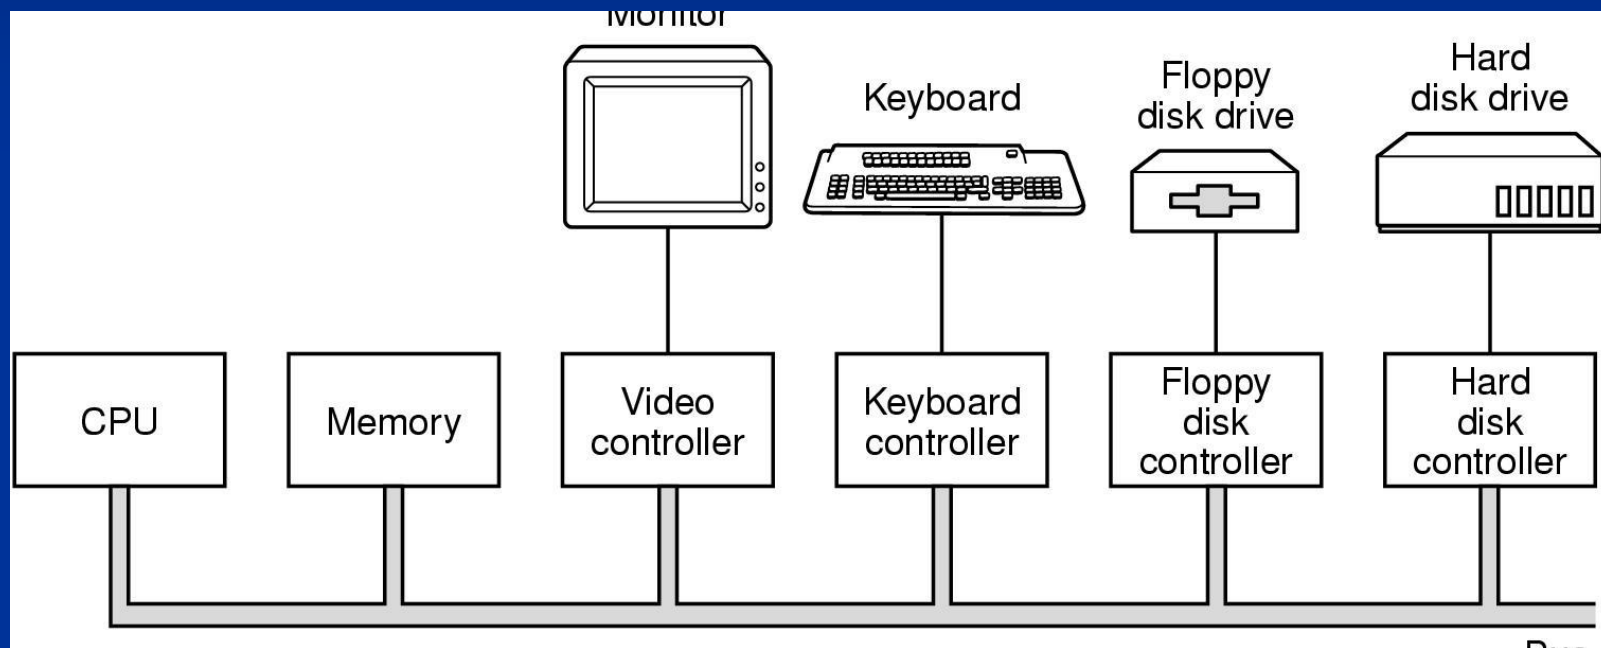 Monitor
Keyboard
Floppy
disk drive
Hard
disk drive
CPU
Memory
Video
controller
Keyboard
controller
Floppy
disk
controller
Hard
disk
controller